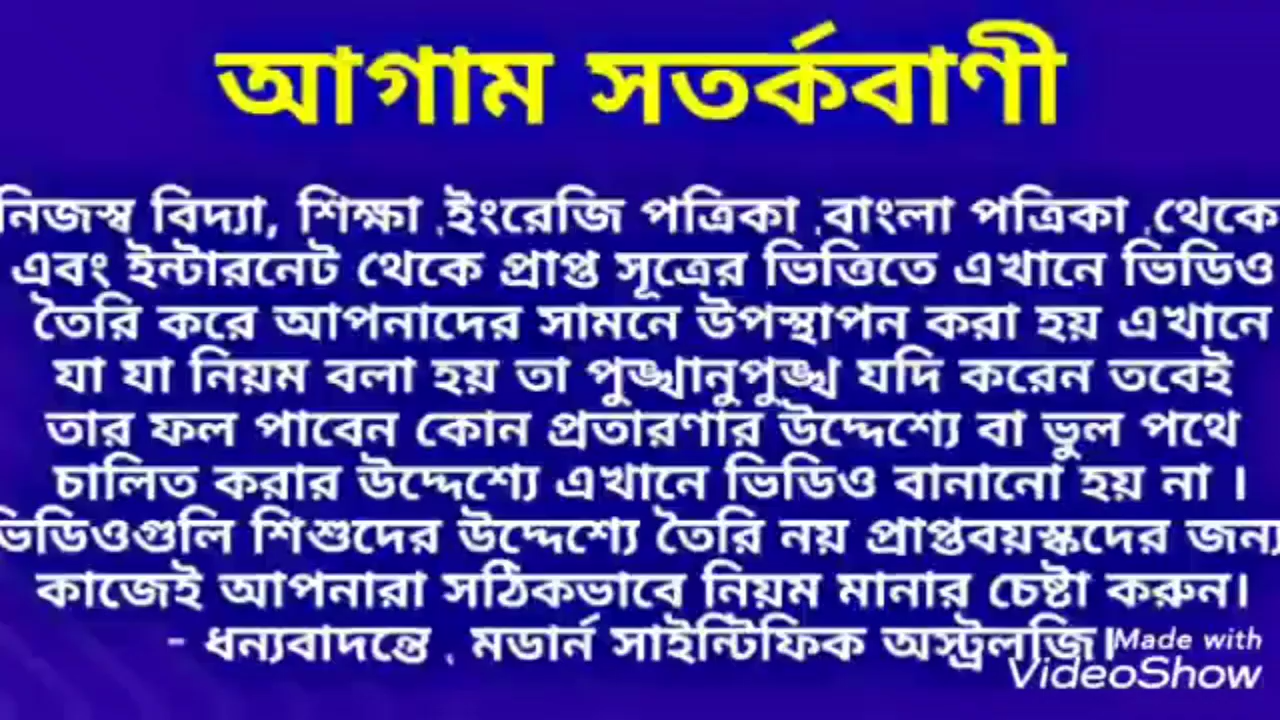 আগাম সতর্কবাণী
নিজস্ব বিদ্যা, শিক্ষা ,ইংরেজি পত্রিকা ,বাংলা পত্রিকা ,থেকে
এবং ইন্টারনেট থেকে প্রাপ্ত সূত্রের ভিত্তিতে এখানে ভিডিও
তৈরি করে আপনাদের সামনে উপস্থাপন করা হয় এখানে
যা যা নিয়ম বলা হয় তা পুঙ্খানুপুঙ্খ যদি করেন তবেই
তার ফল পাবেন কোন প্রতারণার উদ্দেশ্যে বা ভুল পথে
চালিত করার উদ্দেশ্যে এখানে ভিডিও বানানো হয় না ।
ভিডিওগুলি শিশুদের উদ্দেশ্যে তৈরি নয় প্রাপ্তবয়স্কদের জন্য
কাজেই আপনারা সঠিকভাবে নিয়ম মানার চেষ্টা করুন।
- ধন্যবাদন্তে , মডার্ন সাইন্টিফিক অস্ট্রলজি।
Made with
VideoShow